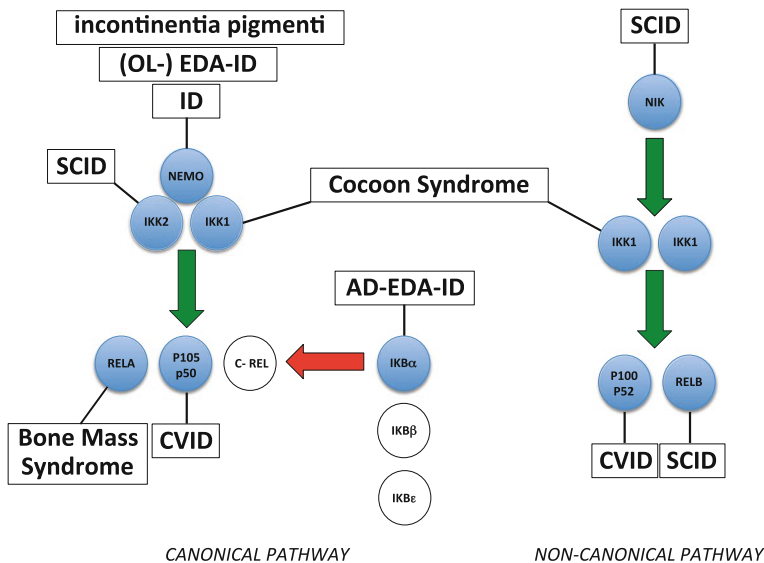 incontinentia pigmenti
(OL-) EDA-ID
ID
SCID
NEMO
IKK2
IKK1
Cocoon Syndrome
SCID
NIK
IKK1
IKK1
AD-EDA-ID
RELA
P105
p50
C- REL
IKBα
IKBβ
IKBε
Bone Mass
Syndrome
CVID
P100
P52
RELB
CVID
SCID
CANONICAL PATHWAY
NON-CANONICAL PATHWAY